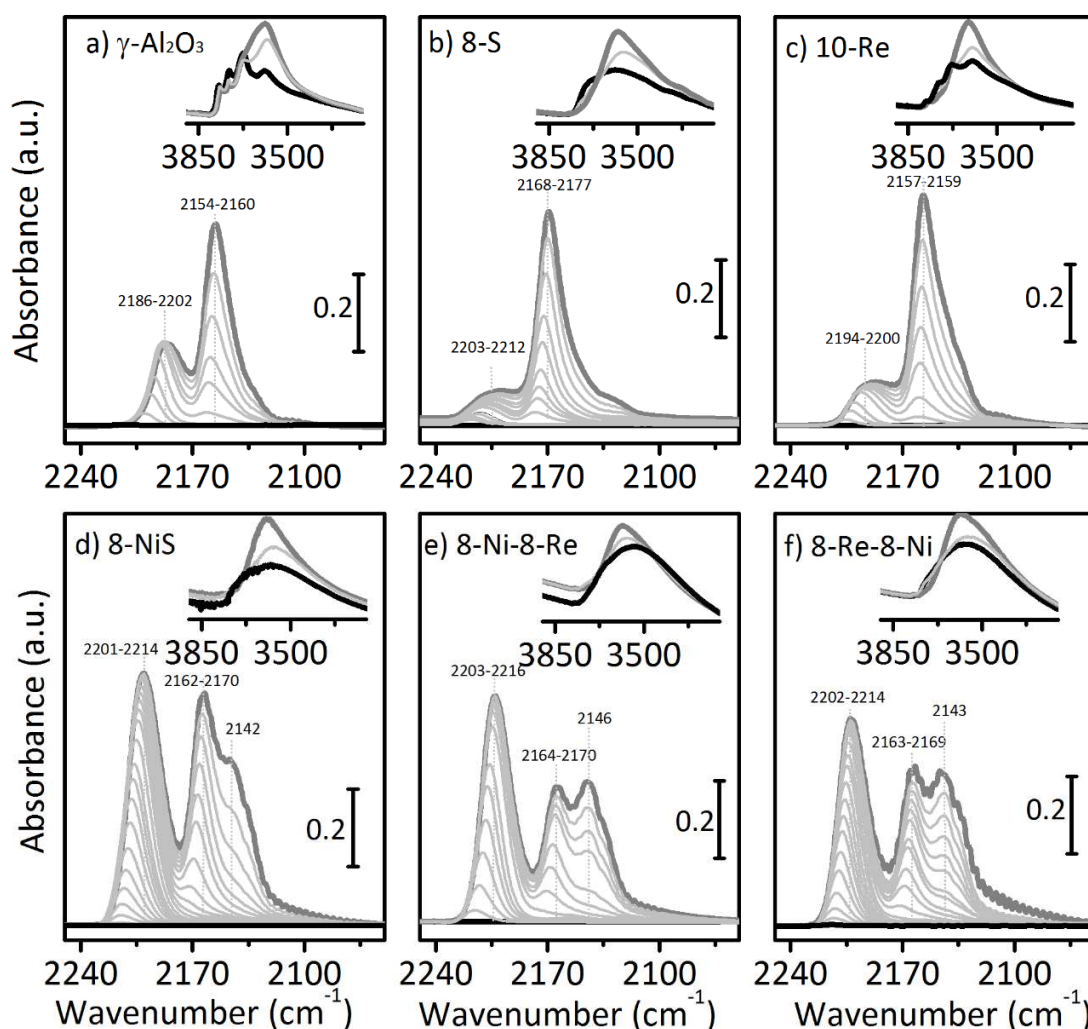 a) γ-Al₂O₃
3850 3500
2154-2160
2186-2202
0.2
2240 2170 2100
b) 8-S
3850 3500
2168-2177
2203-2212
0.2
2240 2170 2100
c) 10-Re
3850 3500
2157-2159
2194-2200
0.2
2240 2170 2100
Absorbance (a.u.)
d) 8-NiS
3850 3500
2201-2214
2162-2170
2142
0.2
2240 2170 2100
Wavenumber (cm⁻¹)
e) 8-Ni-8-Re
3850 3500
2203-2216
2164-2170
2146
0.2
2240 2170 2100
Wavenumber (cm⁻¹)
f) 8-Re-8-Ni
3850 3500
2202-2214
2163-2169
2143
0.2
2240 2170 2100
Wavenumber (cm⁻¹)
Absorbance (a.u.)